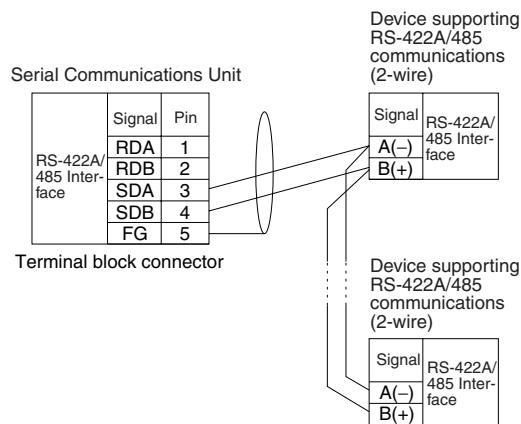 Device supporting
RS-422A/485
communications
(2-wire)
Serial Communications Unit
RS-422A/
485 Inter-
face
Signal Pin
RDA 1
RDB 2
SDA 3
SDB 4
FG 5
Terminal block connector
Signal
A(−)
B(+)
RS-422A/
485 Inter-
face
Device supporting
RS-422A/485
communications
(2-wire)
Signal
A(−)
B(+)
RS-422A/
485 Inter-
face